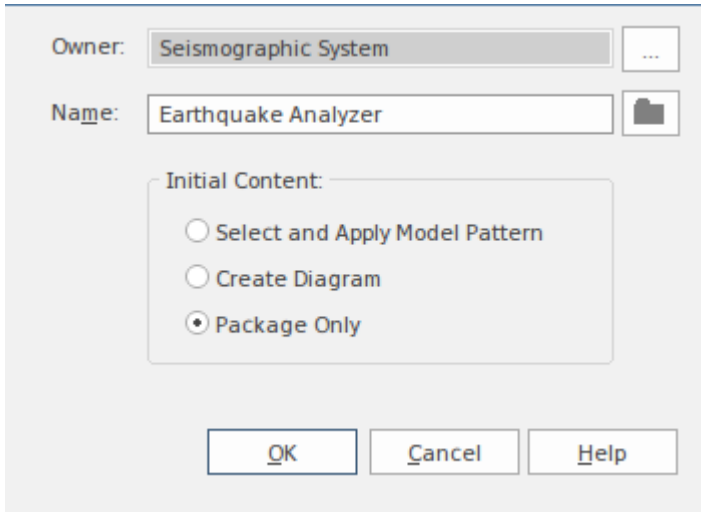 Owner: Seismographic System ...
Name: Earthquake Analyzer
Initial Content:
Select and Apply Model Pattern
Create Diagram
Package Only
OK Cancel Help